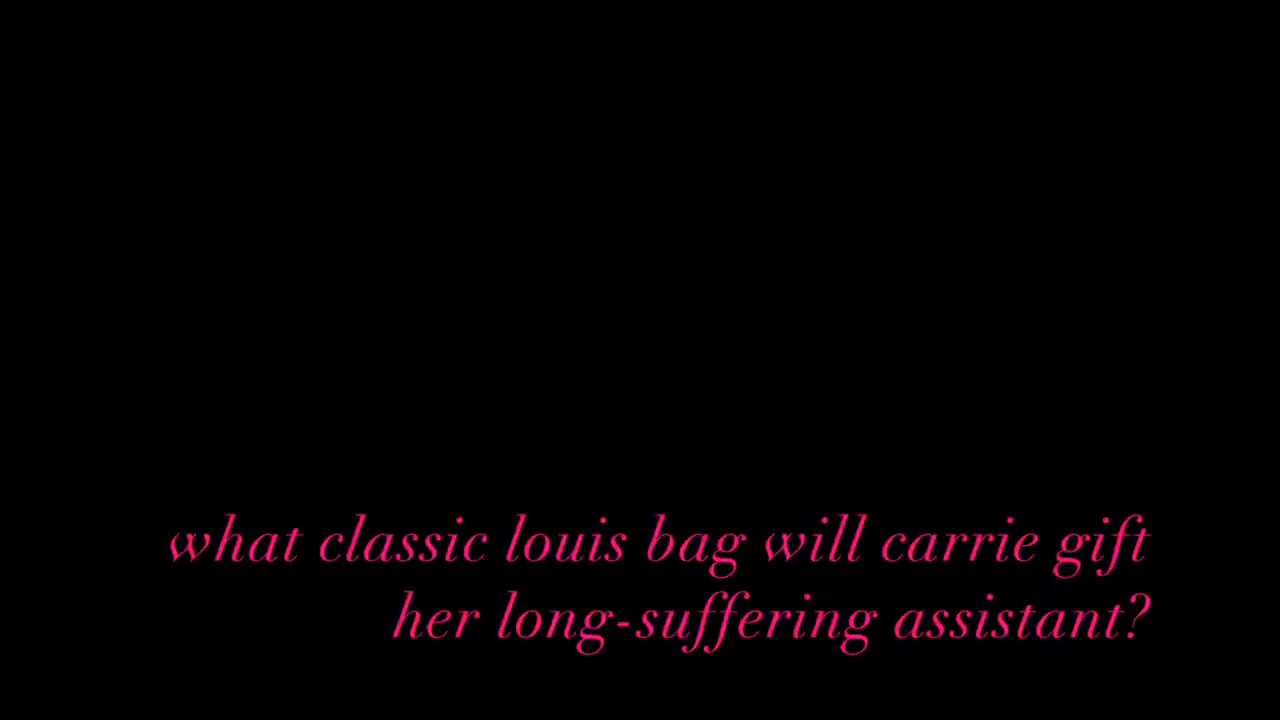 what classic louis bag will carrie gift
her long-suffering assistant?